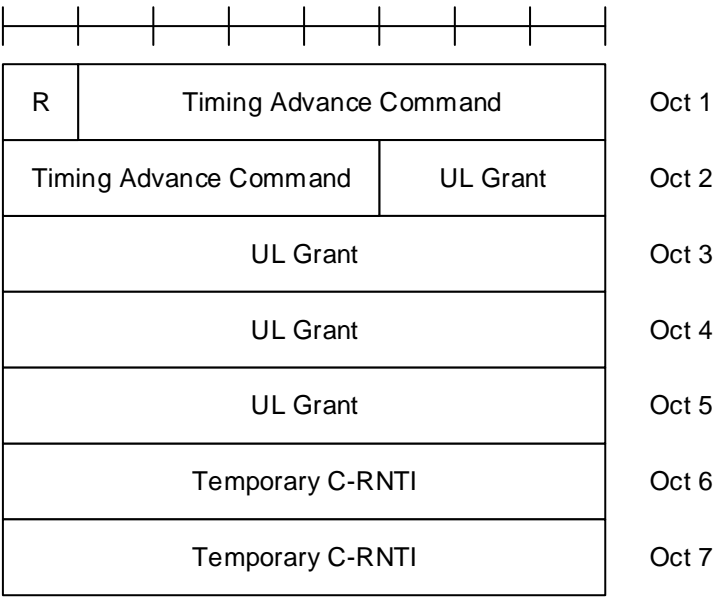 R Timing Advance Command Oct 1
Timing Advance Command UL Grant Oct 2
UL Grant Oct 3
UL Grant Oct 4
UL Grant Oct 5
Temporary C-RNTI Oct 6
Temporary C-RNTI Oct 7